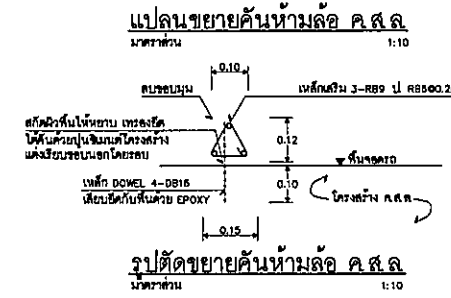 แปลนขยายคันห้ามล้อ ค.ส.ล.
มาตราส่วน 1:10
0.10
ลบขอบมุม
เหล็กเสริม 3-RB9 ป RB6@0.2
สกัดผิวพื้นให้หยาบ เทรองยึด
ใต้คันด้วยปูนซีเมนต์โครงสร้าง
แต่งเรียบขอบนอกโดยรอบ
0.12
พื้นจอดรถ
0.10
เหล็ก DOWEL 4-DB16
เสียบยึดกับพื้นด้วย EPOXY
โครงสร้าง ค.ส.ล.
0.15
รูปตัดขยายคันห้ามล้อ ค.ส.ล.
มาตราส่วน 1:10